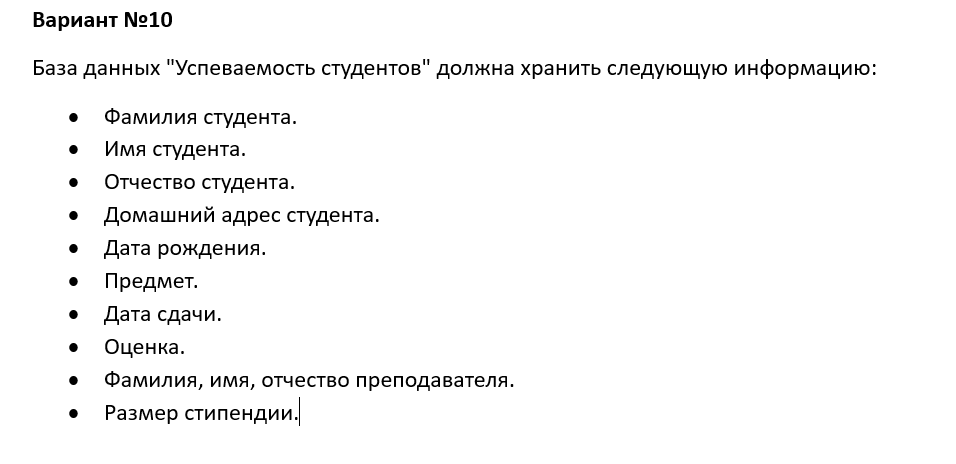 Вариант №10
База данных "Успеваемость студентов" должна хранить следующую информацию:
• Фамилия студента.
• Имя студента.
• Отчество студента.
• Домашний адрес студента.
• Дата рождения.
• Предмет.
• Дата сдачи.
• Оценка.
• Фамилия, имя, отчество преподавателя.
• Размер стипендии.